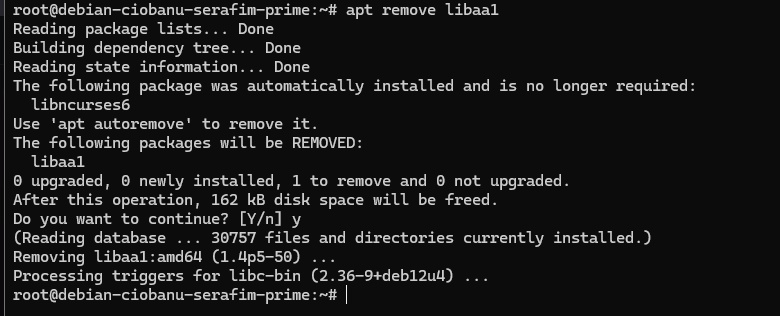 root@debian-ciobanu-serafim-prime:~# apt remove libaa1
Reading package lists... Done
Building dependency tree... Done
Reading state information... Done
The following package was automatically installed and is no longer required:
  libncurses6
Use 'apt autoremove' to remove it.
The following packages will be REMOVED:
  libaa1
0 upgraded, 0 newly installed, 1 to remove and 0 not upgraded.
After this operation, 162 kB disk space will be freed.
Do you want to continue? [Y/n] y
(Reading database ... 30757 files and directories currently installed.)
Removing libaa1:amd64 (1.4p5-50) ...
Processing triggers for libc-bin (2.36-9+deb12u4) ...
root@debian-ciobanu-serafim-prime:~#